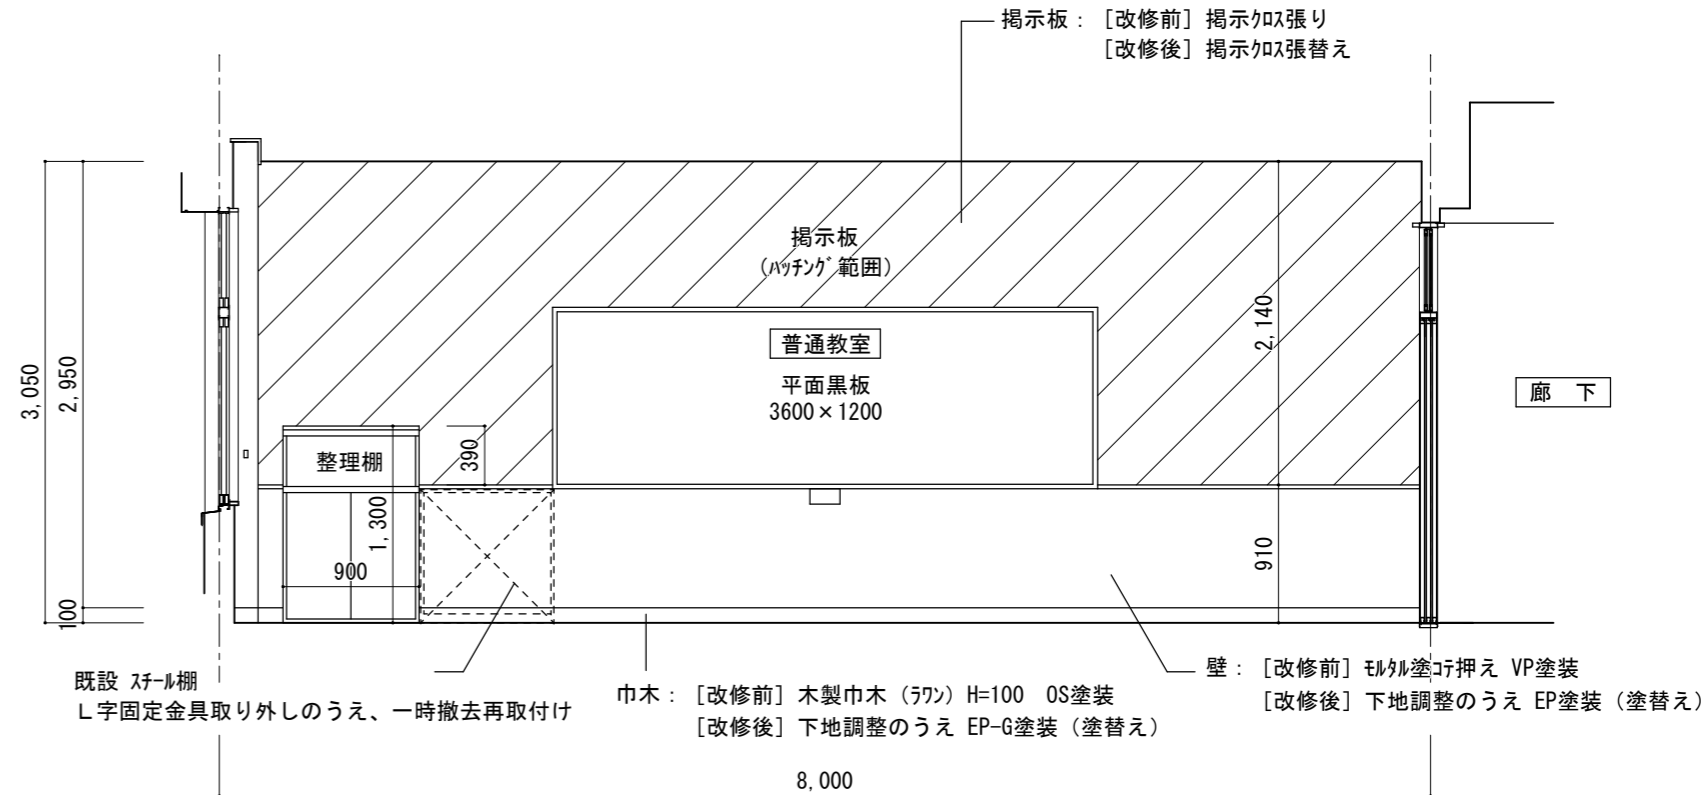 掲示板： [改修前] 掲示ｸﾛｽ張り
[改修後] 掲示ｸﾛｽ張替え
掲示板
(ﾊｯﾁﾝｸﾞ範囲)
2,140
3,050
2,950
普通教室
平面黒板
3600×1200
廊 下
整理棚
390
1,300
900
910
100
既設 ｽﾁｰﾙ棚
L字固定金具取り外しのうえ、一時撤去再取付け
巾木： [改修前] 木製巾木 (ﾗﾜﾝ) H=100 OS塗装
[改修後] 下地調整のうえ EP-G塗装 (塗替え)
壁： [改修前] ﾓﾙﾀﾙ塗ｺﾃ押え VP塗装
[改修後] 下地調整のうえ EP塗装 (塗替え)
8,000